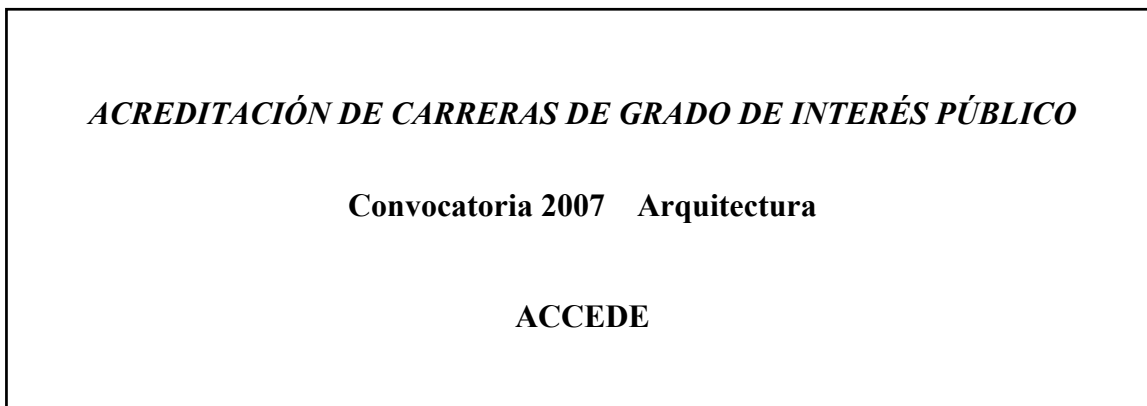 ACREDITACIÓN DE CARRERAS DE GRADO DE INTERÉS PÚBLICO
Convocatoria 2007 Arquitectura
ACCEDE